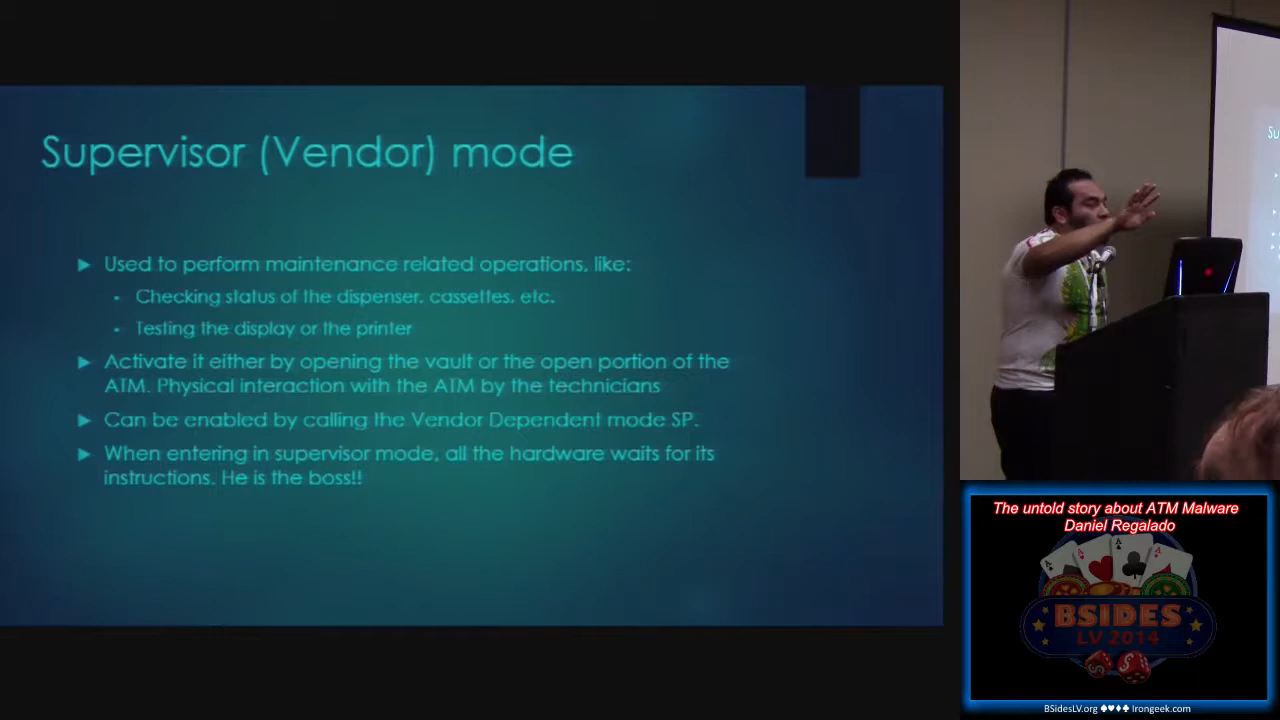 Supervisor (Vendor) mode
Used to perform maintenance related operations, like:
Checking status of the dispenser, cassettes, etc.
Testing the display or the printer
Activate it either by opening the vault or the open portion of the
ATM. Physical interaction with the ATM by the technicians
Can be enabled by calling the Vendor Dependent mode SP.
When entering in supervisor mode, all the hardware waits for its
instructions. He is the boss!!
Su
The untold story about ATM Malware
Daniel Regalado
A
A
A
A
BSIDES
LV 2014
S
S
BSidesLV.org ♠♥♦♣ Irongeek.com